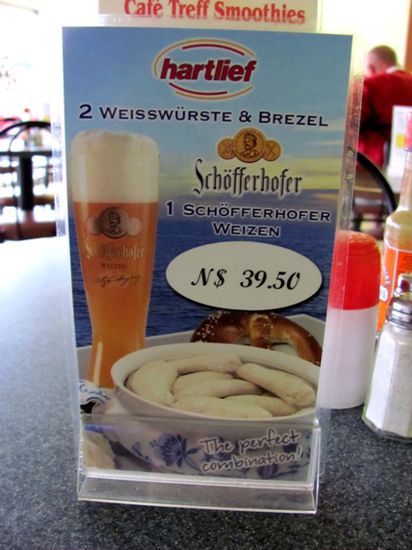 Café Treff Smoothies
hartlief
2 WEISSWÜRSTE & BREZEL
Schöfferhofer
1 SCHÖFFERHOFER
WEIZEN
N$ 39.50
Schöfferhofer
WEIZEN
The perfect
combination!